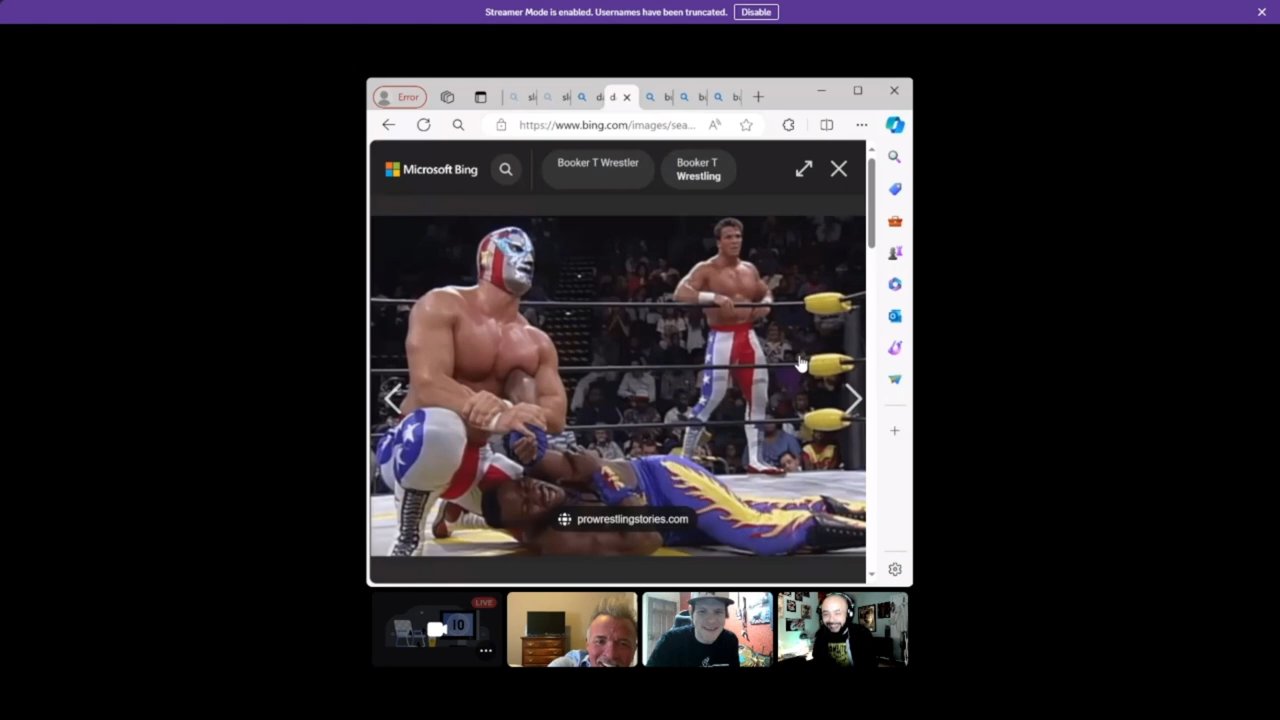 Streamer Mode is enabled. Usernames have been truncated. Disable
Error
https://www.bing.com/images/sea...
Microsoft Bing
Booker T Wrestler
Booker T
Wrestling
prowrestlingstories.com
LIVE
10